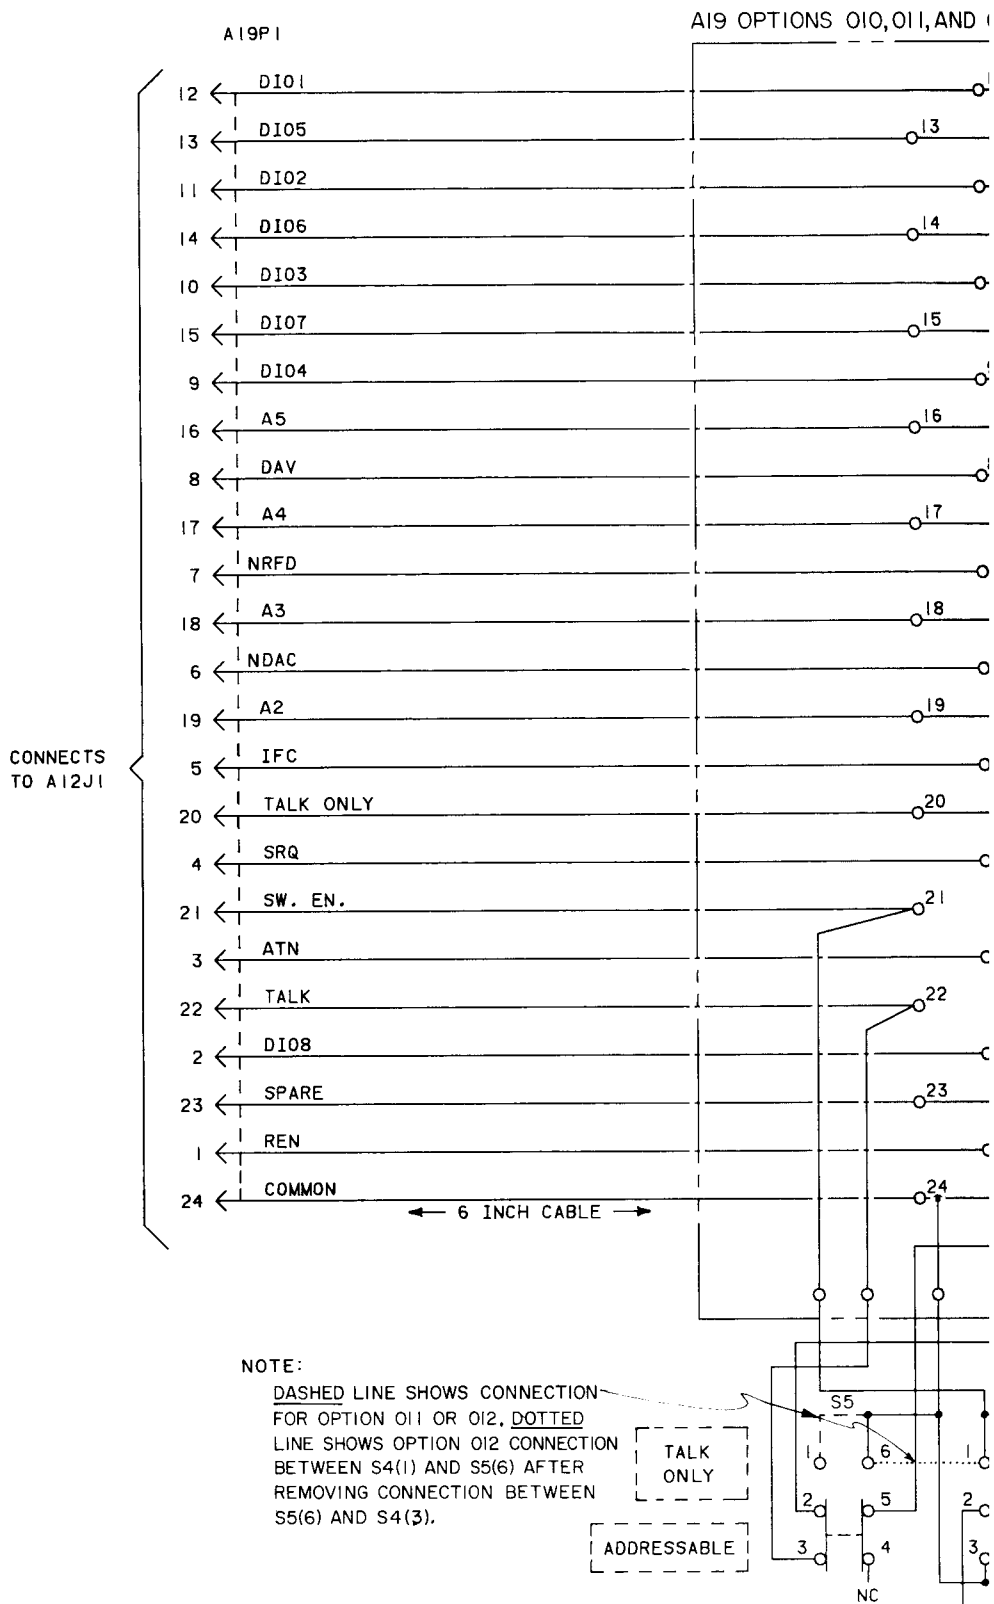 A19P1
A19 OPTIONS 010, 011, AND
12 DIO1
13 DIO5 13
11 DIO2
14 DIO6 14
10 DIO3
15 DIO7 15
9 DIO4
16 A5 16
8 DAV
17 A4 17
7 NRFD
18 A3 18
6 NDAC
19 A2 19
CONNECTS
TO A12J1
5 IFC
20 TALK ONLY 20
4 SRQ
21 SW. EN. 21
3 ATN
22 TALK 22
2 DIO8
23 SPARE 23
1 REN
24 COMMON 24
6 INCH CABLE
NOTE:
DASHED LINE SHOWS CONNECTION
FOR OPTION 011 OR 012, DOTTED
LINE SHOWS OPTION 012 CONNECTION
BETWEEN S4(1) AND S5(6) AFTER
REMOVING CONNECTION BETWEEN
S5(6) AND S4(3).
S5
TALK
ONLY
1 6 1
2 5 2
ADDRESSABLE
3 4 3
NC